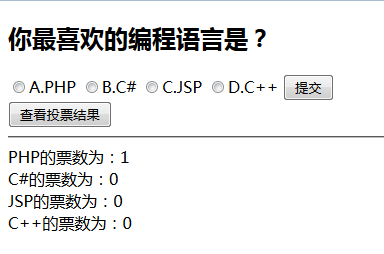 你最喜欢的编程语言是？
A.PHP B.C# C.JSP D.C++ 提交
查看投票结果
PHP的票数为：1
C#的票数为：0
JSP的票数为：0
C++的票数为：0